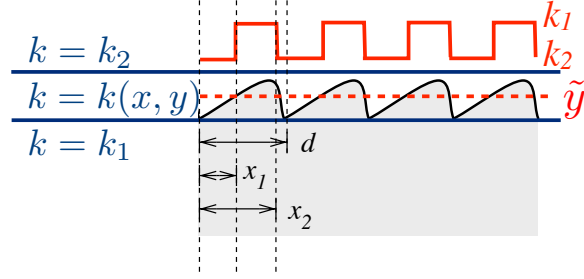 k₁
k = k₂
k₂
k = k(x, y)
ỹ
k = k₁
d
x₁
x₂